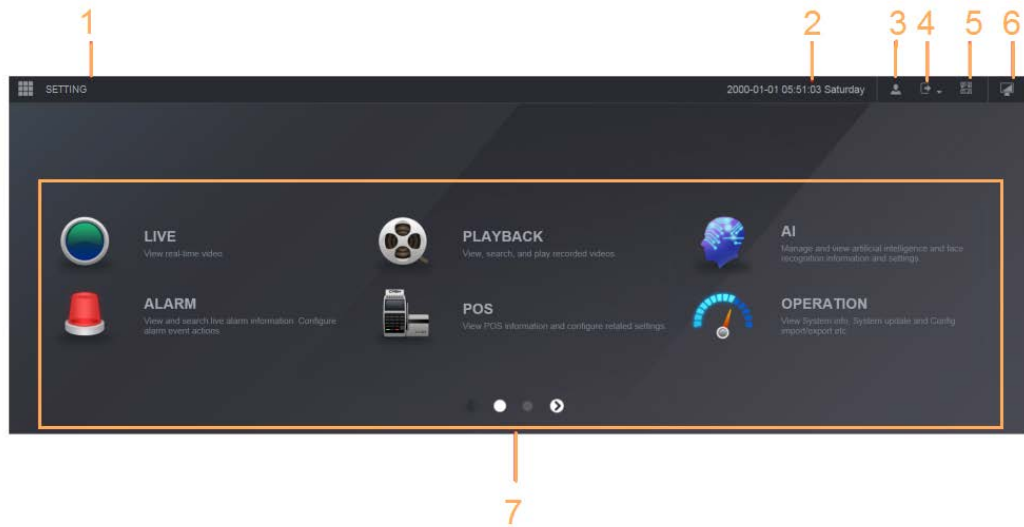 1
2
3
4
5
6
SETTING
2000-01-01 05:51:03 Saturday
LIVE
View real-time video.
PLAYBACK
View, search, and play recorded videos.
AI
Manage and view artificial intelligence and face
recognition information and settings.
ALARM
View and search live alarm information. Configure
alarm event actions.
POS
View POS information and configure related settings.
OPERATION
View System info, System update and Config
import/export etc.
7